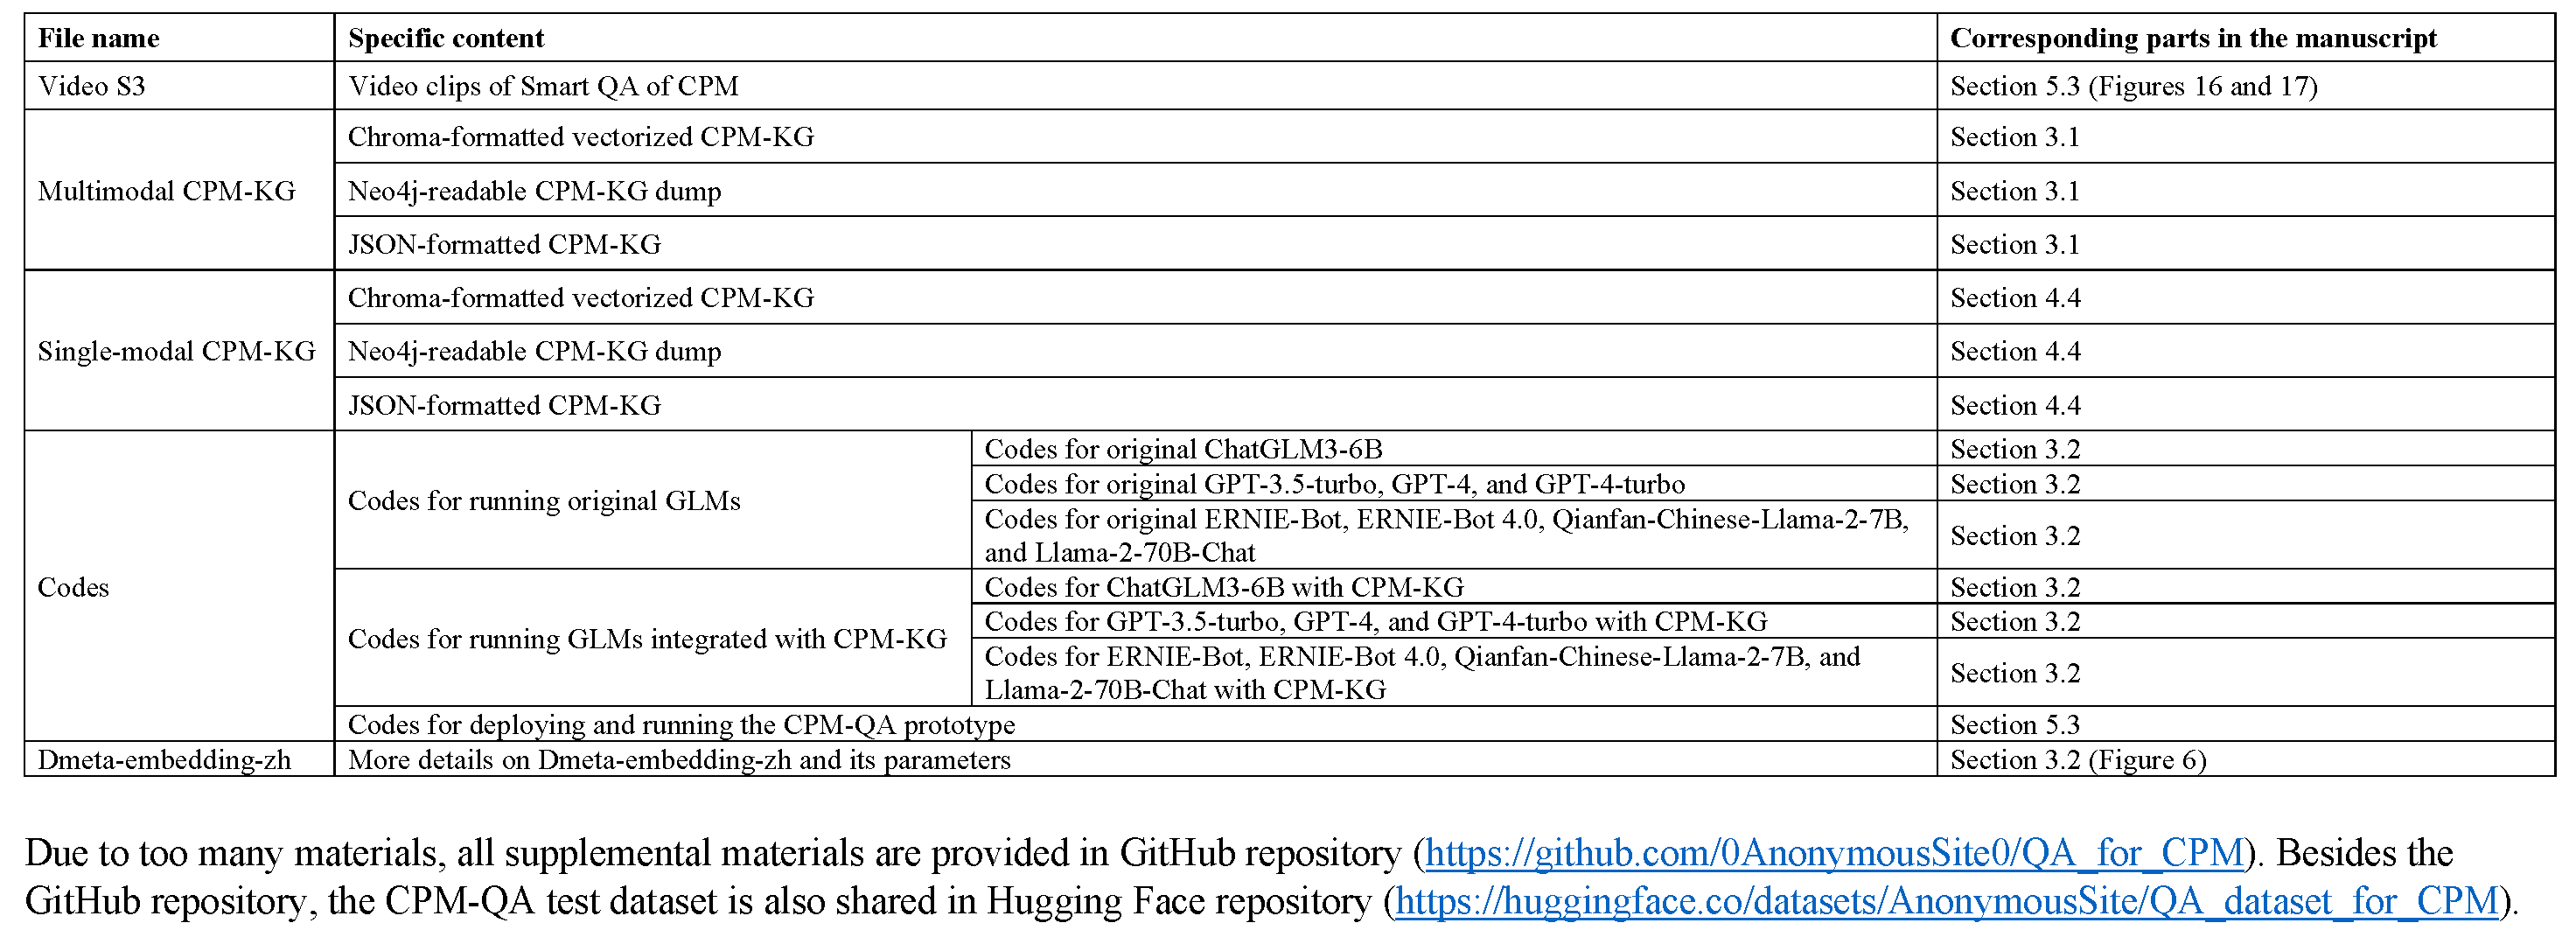 File name Specific content Corresponding parts in the manuscript
Video S3 Video clips of Smart QA of CPM Section 5.3 (Figures 16 and 17)
Multimodal CPM-KG
Chroma-formatted vectorized CPM-KG Section 3.1
Neo4j-readable CPM-KG dump Section 3.1
JSON-formatted CPM-KG Section 3.1
Single-modal CPM-KG
Chroma-formatted vectorized CPM-KG Section 4.4
Neo4j-readable CPM-KG dump Section 4.4
JSON-formatted CPM-KG Section 4.4
Codes
Codes for running original GLMs
Codes for original ChatGLM3-6B Section 3.2
Codes for original GPT-3.5-turbo, GPT-4, and GPT-4-turbo Section 3.2
Codes for original ERNIE-Bot, ERNIE-Bot 4.0, Qianfan-Chinese-Llama-2-7B,
and Llama-2-70B-Chat
Section 3.2
Codes for running GLMs integrated with CPM-KG
Codes for ChatGLM3-6B with CPM-KG Section 3.2
Codes for GPT-3.5-turbo, GPT-4, and GPT-4-turbo with CPM-KG Section 3.2
Codes for ERNIE-Bot, ERNIE-Bot 4.0, Qianfan-Chinese-Llama-2-7B, and
Llama-2-70B-Chat with CPM-KG
Section 3.2
Codes for deploying and running the CPM-QA prototype Section 5.3
Dmeta-embedding-zh More details on Dmeta-embedding-zh and its parameters Section 3.2 (Figure 6)
Due to too many materials, all supplemental materials are provided in GitHub repository (https://github.com/0AnonymousSite0/QA_for_CPM). Besides the
GitHub repository, the CPM-QA test dataset is also shared in Hugging Face repository (https://huggingface.co/datasets/AnonymousSite/QA_dataset_for_CPM).